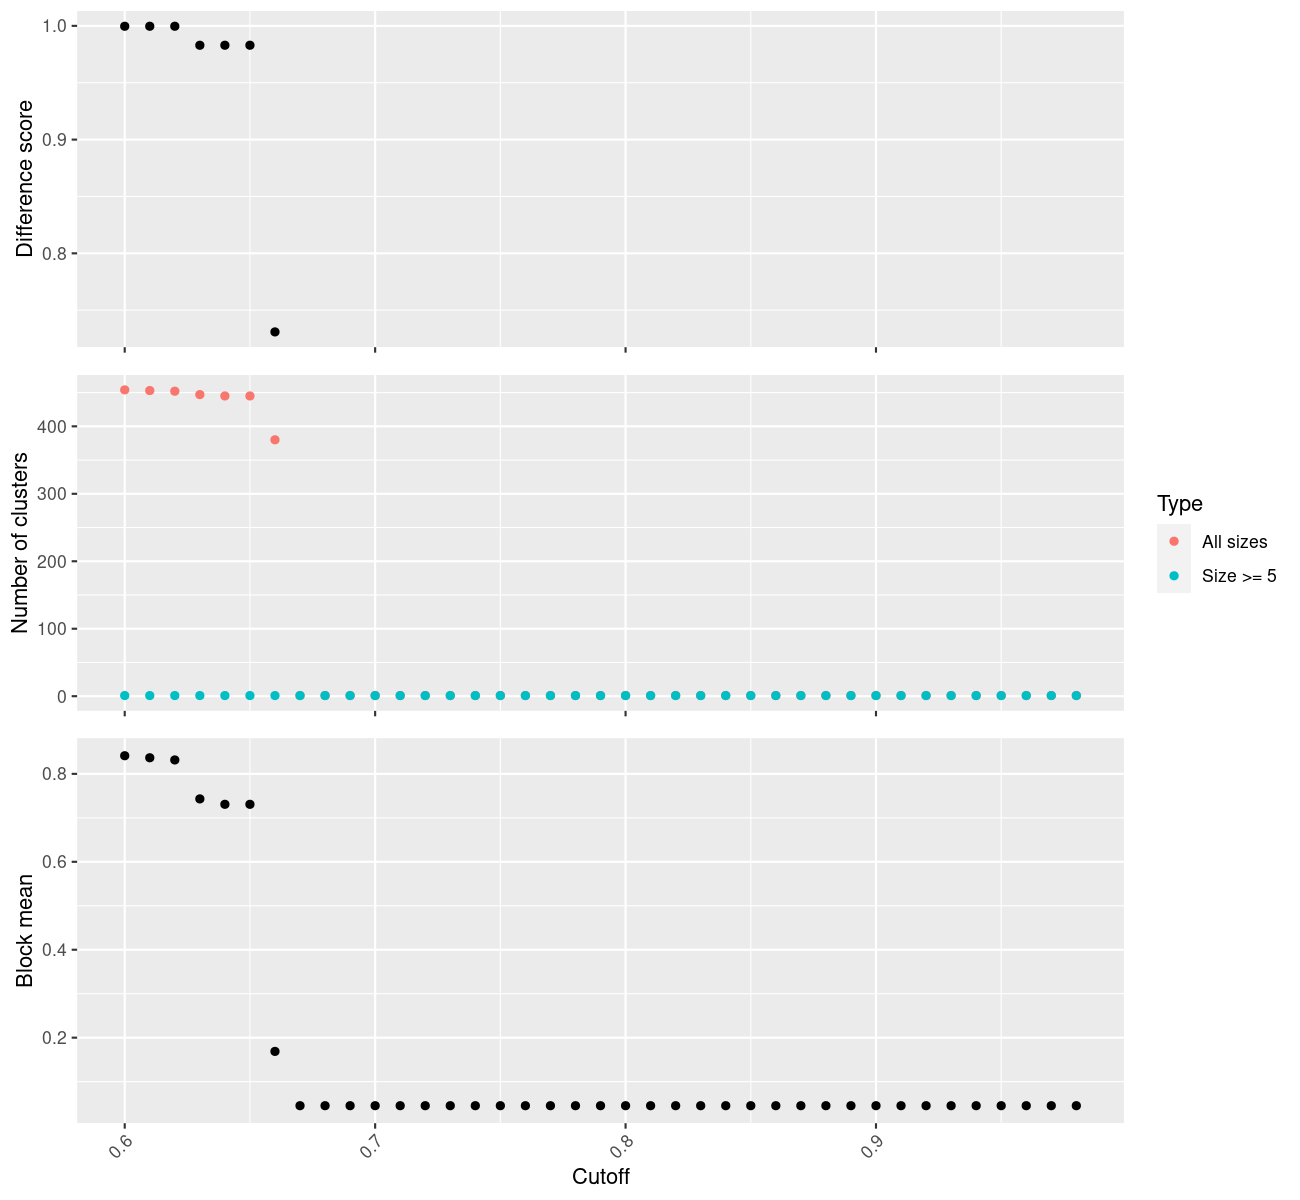 1.0
0.9
0.8
Difference score
400
300
200
100
0
Number of clusters
Type
All sizes
Size >= 5
0.8
0.6
0.4
0.2
Block mean
0.6
0.7
0.8
0.9
Cutoff